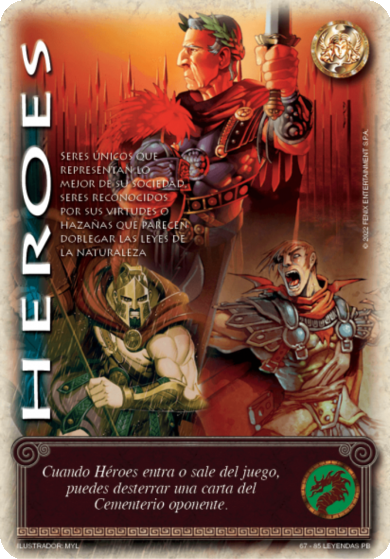 HEROES
SERES ÚNICOS QUE
REPRESENTAN LO
MEJOR DE SU SOCIEDAD,
SERES RECONOCIDOS
POR SUS VIRTUDES O
HAZAÑAS QUE PARECEN
DOBLEGAR LAS LEYES DE
LA NATURALEZA
© 2022 FENIX ENTERTAINMENT S.P.A.
Cuando Héroes entra o sale del juego,
puedes desterrar una carta del
Cementerio oponente.
ILUSTRADOR: MYL
67 - 85 LEYENDAS PB